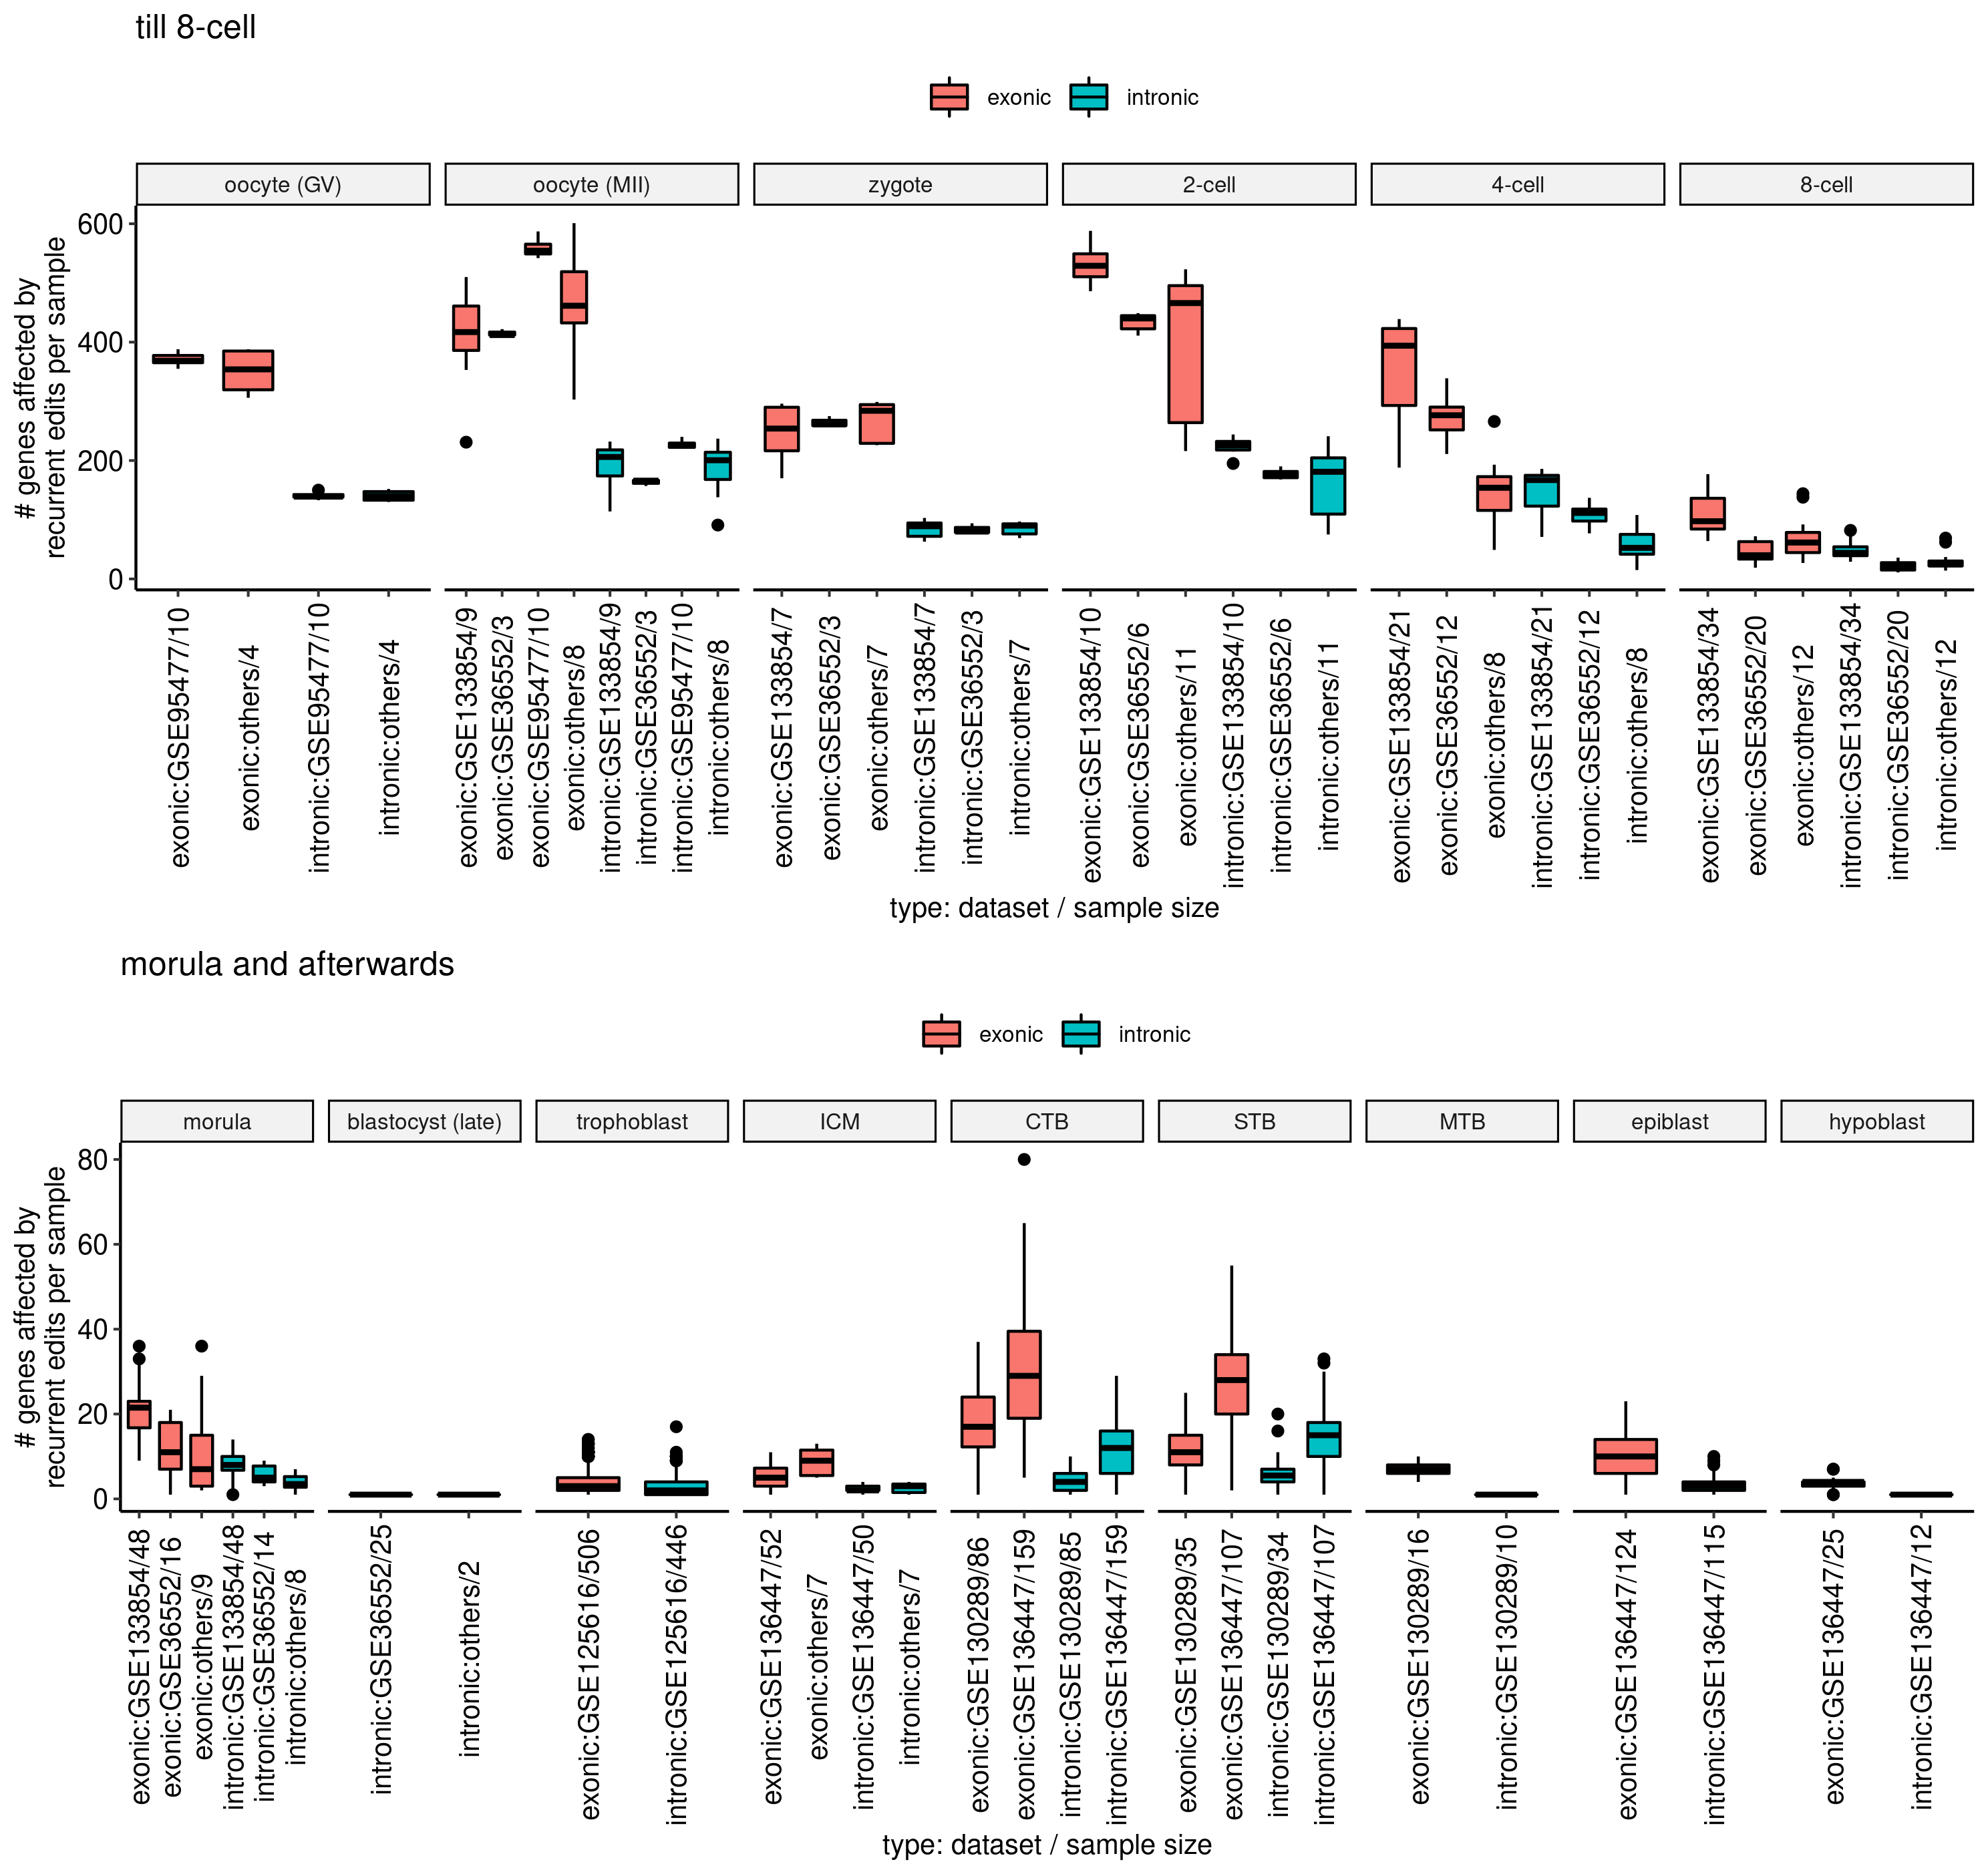 till 8-cell
exonic intronic
oocyte (GV) oocyte (MII) zygote 2-cell 4-cell 8-cell
# genes affected by
recurrent edits per sample
600
400
200
0
exonic:GSE95477/10
exonic:others/4
intronic:GSE95477/10
intronic:others/4
exonic:GSE133854/9
exonic:GSE36552/3
exonic:GSE95477/10
exonic:others/8
intronic:GSE133854/9
intronic:GSE36552/3
intronic:GSE95477/10
intronic:others/8
exonic:GSE133854/7
exonic:GSE36552/3
exonic:others/7
intronic:GSE133854/7
intronic:GSE36552/3
intronic:others/7
exonic:GSE133854/10
exonic:GSE36552/6
exonic:others/11
intronic:GSE133854/10
intronic:GSE36552/6
intronic:others/11
exonic:GSE133854/21
exonic:GSE36552/12
exonic:others/8
intronic:GSE133854/21
intronic:GSE36552/12
intronic:others/8
exonic:GSE133854/34
exonic:GSE36552/20
exonic:others/12
intronic:GSE133854/34
intronic:GSE36552/20
intronic:others/12
type: dataset / sample size
morula and afterwards
exonic intronic
morula blastocyst (late) trophoblast ICM CTB STB MTB epiblast hypoblast
# genes affected by
recurrent edits per sample
80
60
40
20
0
exonic:GSE133854/48
exonic:GSE36552/16
exonic:others/9
intronic:GSE133854/48
intronic:GSE36552/14
intronic:others/8
intronic:GSE36552/25
intronic:others/2
exonic:GSE125616/506
intronic:GSE125616/446
exonic:GSE136447/52
exonic:others/7
intronic:GSE136447/50
intronic:others/7
exonic:GSE130289/86
exonic:GSE136447/159
intronic:GSE130289/85
intronic:GSE136447/159
exonic:GSE130289/35
exonic:GSE136447/107
intronic:GSE130289/34
intronic:GSE136447/107
exonic:GSE130289/16
intronic:GSE130289/10
exonic:GSE136447/124
intronic:GSE136447/115
exonic:GSE136447/25
intronic:GSE136447/12
type: dataset / sample size